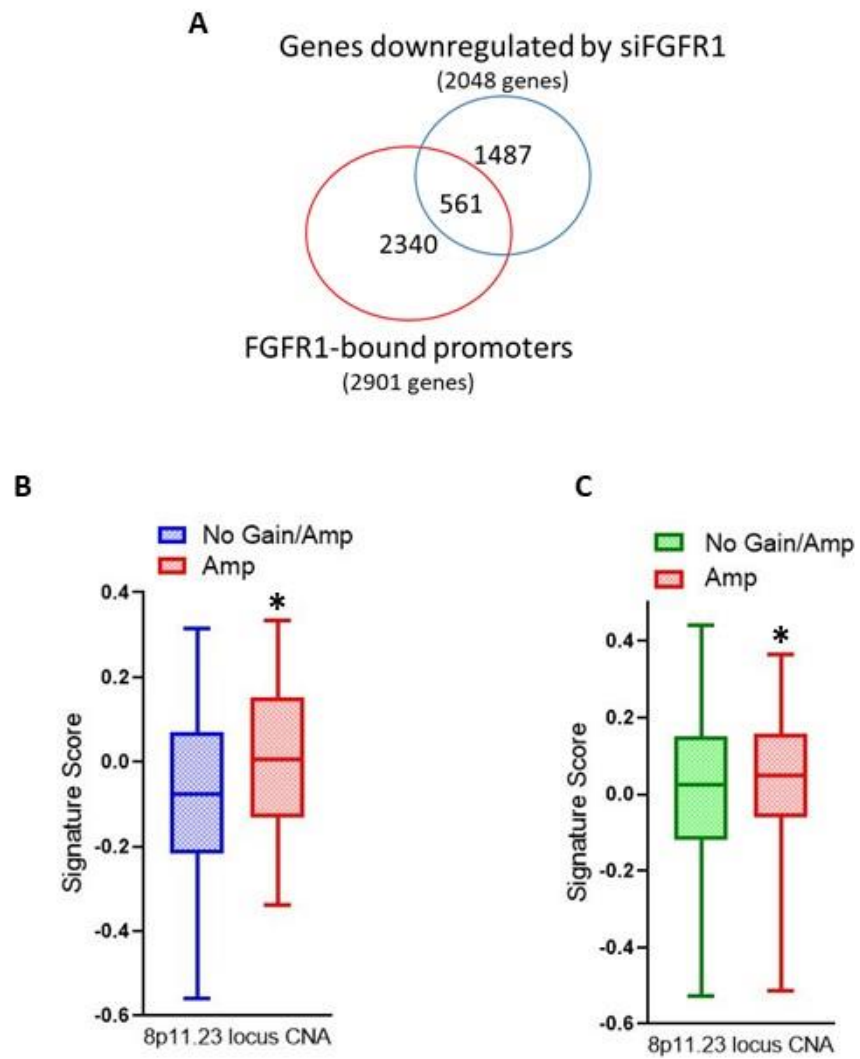 A
Genes downregulated by siFGFR1
(2048 genes)
1487
561
2340
FGFR1-bound promoters
(2901 genes)
B
No Gain/Amp
Amp
*
0.4
0.2
0.0
-0.2
-0.4
-0.6
Signature Score
8p11.23 locus CNA
C
No Gain/Amp
Amp
*
0.4
0.2
0.0
-0.2
-0.4
-0.6
Signature Score
8p11.23 locus CNA